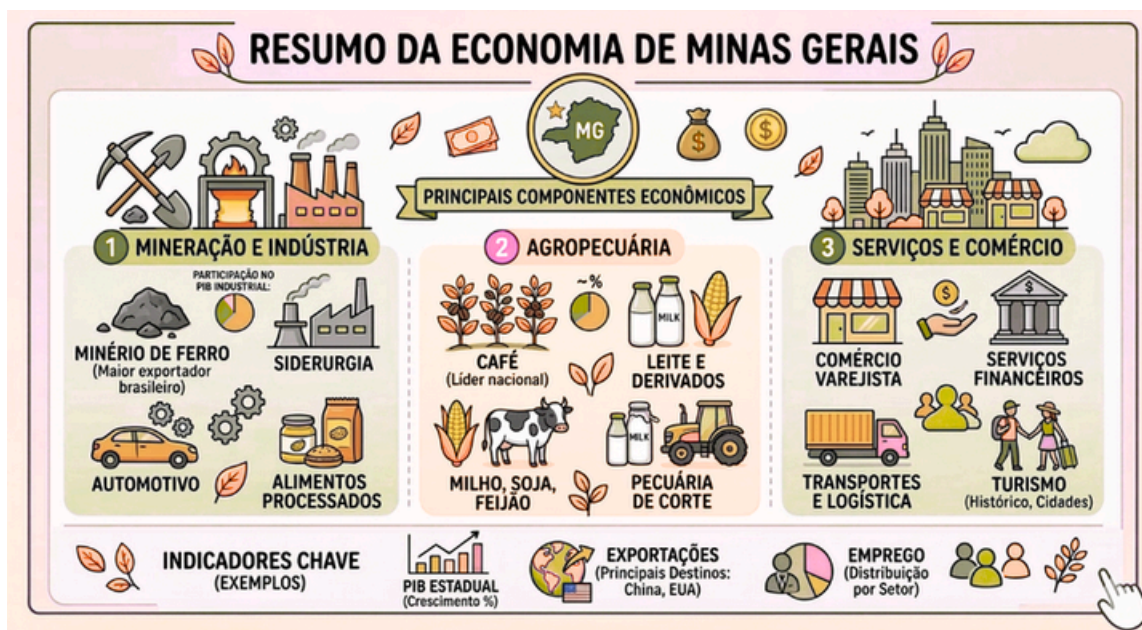 RESUMO DA ECONOMIA DE MINAS GERAIS
MG
$
$
PRINCIPAIS COMPONENTES ECONÔMICOS
1 MINERAÇÃO E INDÚSTRIA
PARTICIPAÇÃO NO
PIB INDUSTRIAL:
MINÉRIO DE FERRO
(Maior exportador
brasileiro)
SIDERURGIA
AUTOMOTIVO
ALIMENTOS
PROCESSADOS
2 AGROPECUÁRIA
~%
MILK
CAFÉ
(Líder nacional)
LEITE E
DERIVADOS
MILK
MILHO, SOJA,
FEIJÃO
PECUÁRIA
DE CORTE
3 SERVIÇOS E COMÉRCIO
$
$
COMÉRCIO
VAREJISTA
SERVIÇOS
FINANCEIROS
TRANSPORTES
E LOGÍSTICA
TURISMO
(Histórico, Cidades)
INDICADORES CHAVE
(EXEMPLOS)
PIB ESTADUAL
(Crescimento %)
EXPORTAÇÕES
(Principais Destinos:
China, EUA)
EMPREGO
(Distribuição
por Setor)